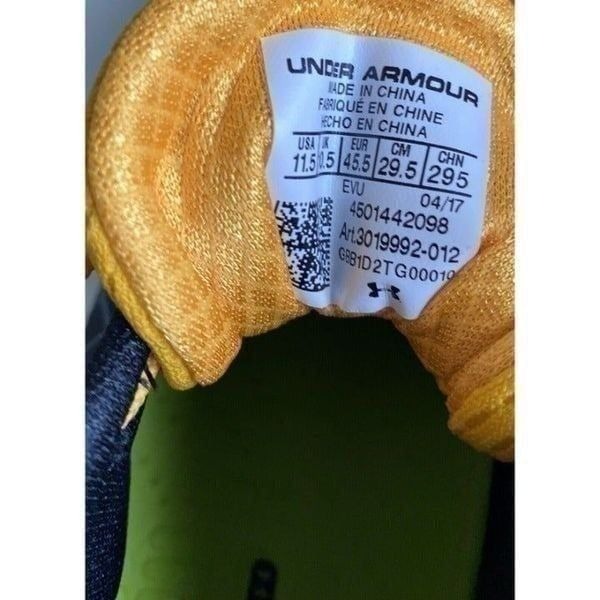 UNDER ARMOUR
MADE IN CHINA
FABRIQUÉ EN CHINE
HECHO EN CHINA
USA UK EUR CM CHN
11.5 10.5 45.5 29.5 295
EVU 04/17
4501442098
Art.3019992-012